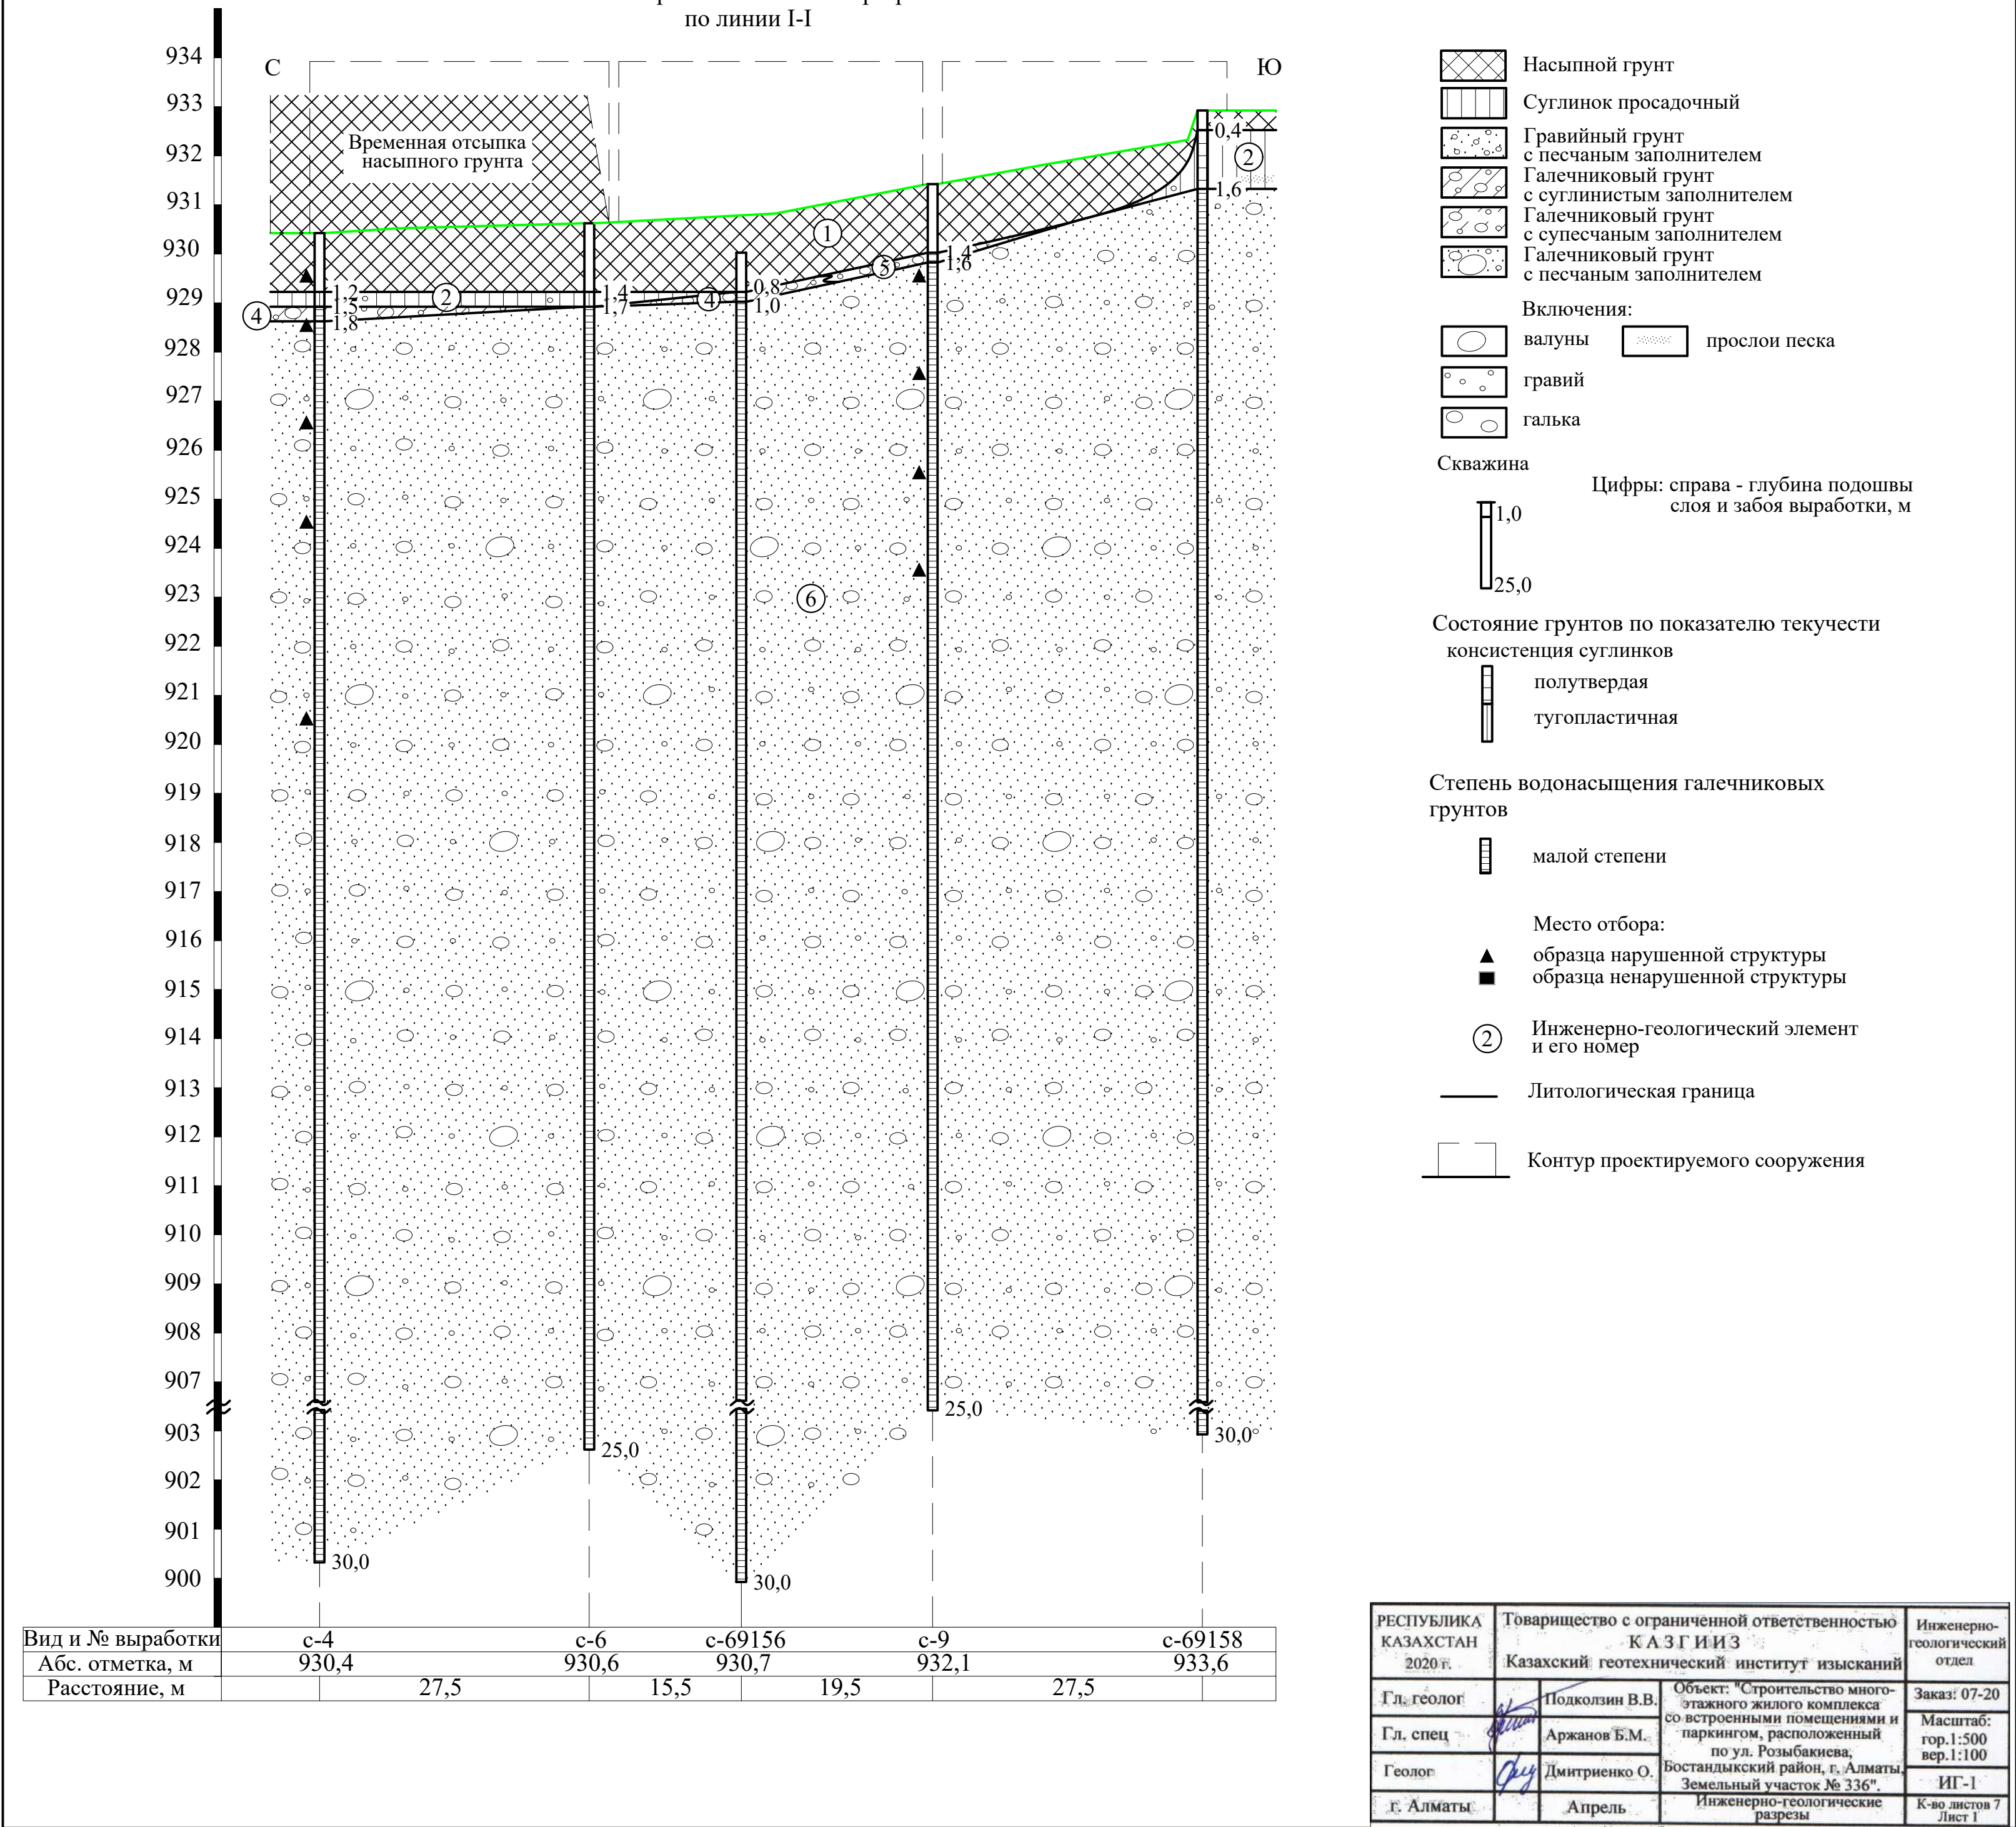 по линии I-I
934
933
932
931
930
929
928
927
926
925
924
923
922
921
920
919
918
917
916
915
914
913
912
911
910
909
908
907
903
902
901
900
С
Ю
Временная отсыпка
насыпного грунта
0,4
2
1,6
1
1,4
1,6
5
0,8
1,0
4
1,4
1,7
2
1,2
1,5
1,8
4
6
25,0
30,0
25,0
30,0
30,0
Вид и № выработки с-4 с-6 с-69156 с-9 с-69158
Абс. отметка, м 930,4 930,6 930,7 932,1 933,6
Расстояние, м 27,5 15,5 19,5 27,5
Насыпной грунт
Суглинок просадочный
Гравийный грунт
с песчаным заполнителем
Галечниковый грунт
с суглинистым заполнителем
Галечниковый грунт
с супесчаным заполнителем
Галечниковый грунт
с песчаным заполнителем
Включения:
валуны прослои песка
гравий
галька
Скважина
Цифры: справа - глубина подошвы
слоя и забоя выработки, м
1,0
25,0
Состояние грунтов по показателю текучести
консистенция суглинков
полутвердая
тугопластичная
Степень водонасыщения галечниковых
грунтов
малой степени
Место отбора:
образца нарушенной структуры
образца ненарушенной структуры
2
Инженерно-геологический элемент
и его номер
Литологическая граница
Контур проектируемого сооружения
РЕСПУБЛИКА
КАЗАХСТАН
2020 г.
Товарищество с ограниченной ответственностью
КАЗГИИЗ
Казахский геотехнический институт изысканий
Инженерно-
геологический
отдел
Гл. геолог Подколзин В.В.
Гл. спец Аржанов Б.М.
Геолог Дмитриенко О.
г. Алматы Апрель
Объект: "Строительство много-
этажного жилого комплекса
со встроенными помещениями и
паркингом, расположенный
по ул. Розыбакиева,
Бостандыкский район, г. Алматы,
Земельный участок № 336".
Инженерно-геологические
разрезы
Заказ: 07-20
Масштаб:
гор.1:500
вер.1:100
ИГ-1
К-во листов 7
Лист 1